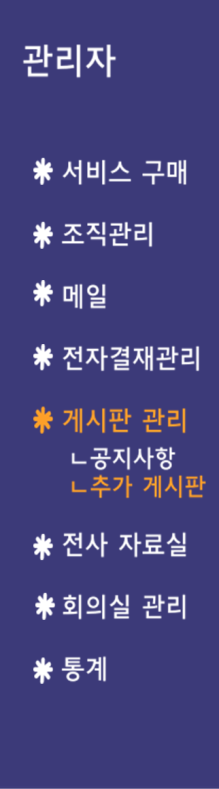 관리자
✱ 서비스 구매
✱ 조직관리
✱ 메일
✱ 전자결재관리
✱ 게시판 관리
ㄴ공지사항
ㄴ추가 게시판
✱ 전사 자료실
✱ 회의실 관리
✱ 통계